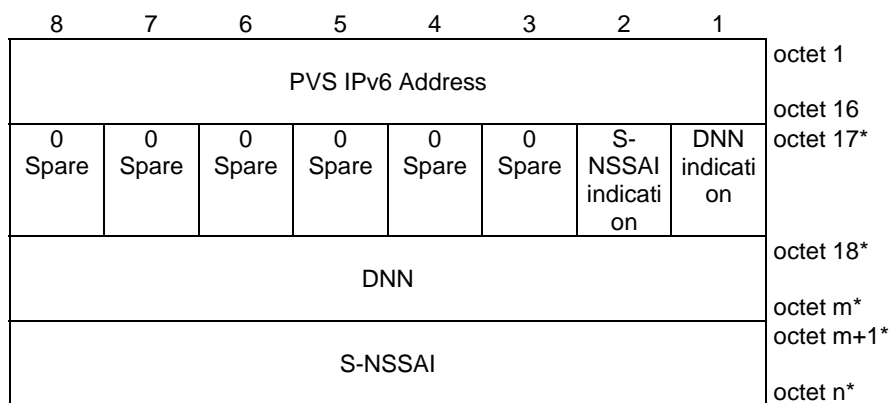 8 7 6 5 4 3 2 1
octet 1
PVS IPv6 Address
octet 16
0 0 0 0 0 0 S- DNN octet 17*
Spare Spare Spare Spare Spare Spare NSSAI indicati
indicati on
on
octet 18*
DNN
octet m*
octet m+1*
S-NSSAI
octet n*